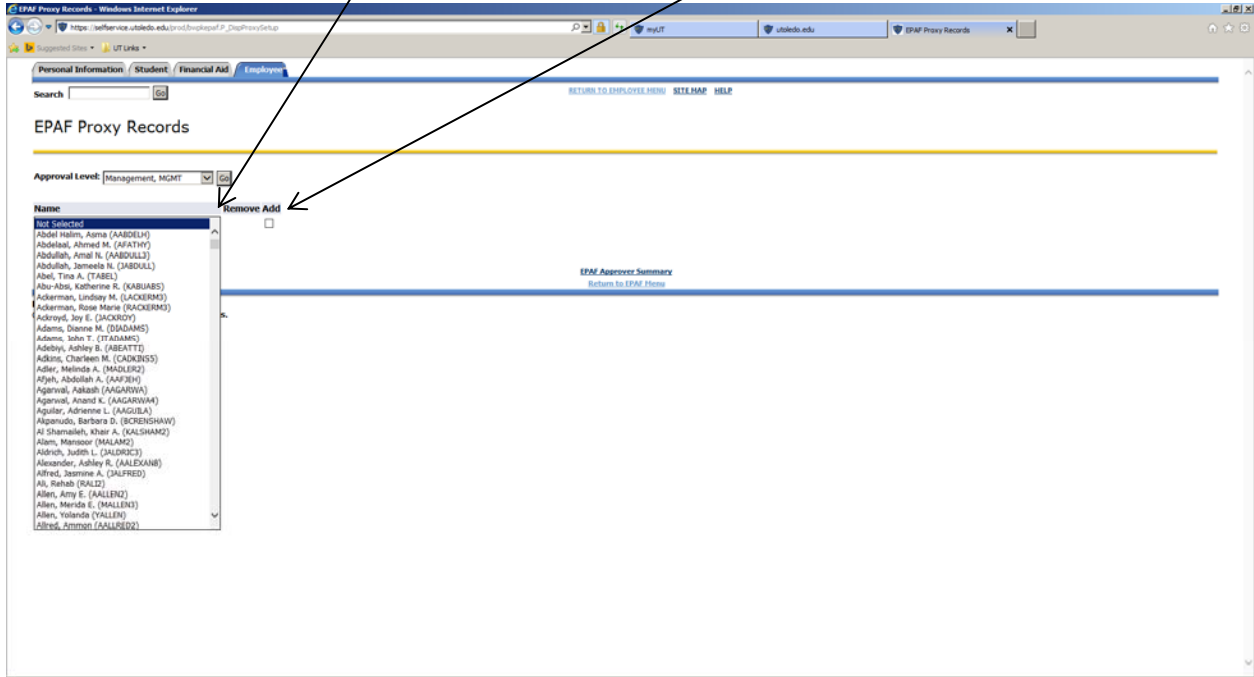 EPAF Proxy Records - Windows Internet Explorer
https://selfservice.utoledo.edu/prod/bwpkepaf.P_DispProxySetup
myUT
utoledo.edu
EPAF Proxy Records
Suggested Sites
UT Links
Personal Information Student Financial Aid Employee
Search Go
RETURN TO EMPLOYEE MENU SITE MAP HELP
EPAF Proxy Records
Approval Level: Management, MGMT Go
Name Remove Add
Not Selected
Abdel Halim, Asma (AABDELH)
Abdelaal, Ahmed M. (AFATHY)
Abdullah, Amal N. (AABDULL3)
Abdullah, Jameela N. (JABDULL)
Abel, Tina A. (TABEL)
Abu-Absi, Katherine R. (KABUABS)
Ackerman, Lindsay M. (LACKERM3)
Ackerman, Rose Marie (RACKERM3)
Ackroyd, Joy E. (JACKROY)
Adams, Dianne M. (DIADAMS)
Adams, John T. (JTADAMS)
Adebiyi, Ashley B. (ABEATTI)
Adkins, Charleen M. (CADKINS5)
Adler, Melinda A. (MADLER2)
Afjeh, Abdollah A. (AAFJEH)
Agarwal, Aakash (AAGARWA)
Agarwal, Anand K. (AAGARWA4)
Aguilar, Adrienne L. (AAGUILA)
Akpanudo, Barbara D. (BCRENSHAW)
Al Shamaileh, Khair A. (KALSHAM2)
Alam, Mansoor (MALAM2)
Aldrich, Judith L. (JALDRIC3)
Alexander, Ashley R. (AALEXAN8)
Alfred, Jasmine A. (JALFRED)
Ali, Rehab (RALI2)
Allen, Amy E. (AALLEN2)
Allen, Merida E. (MALLEN3)
Allen, Yolanda (YALLEN)
Allred, Ammon (AALLRED2)
EPAF Approver Summary
Return to EPAF Menu
s.